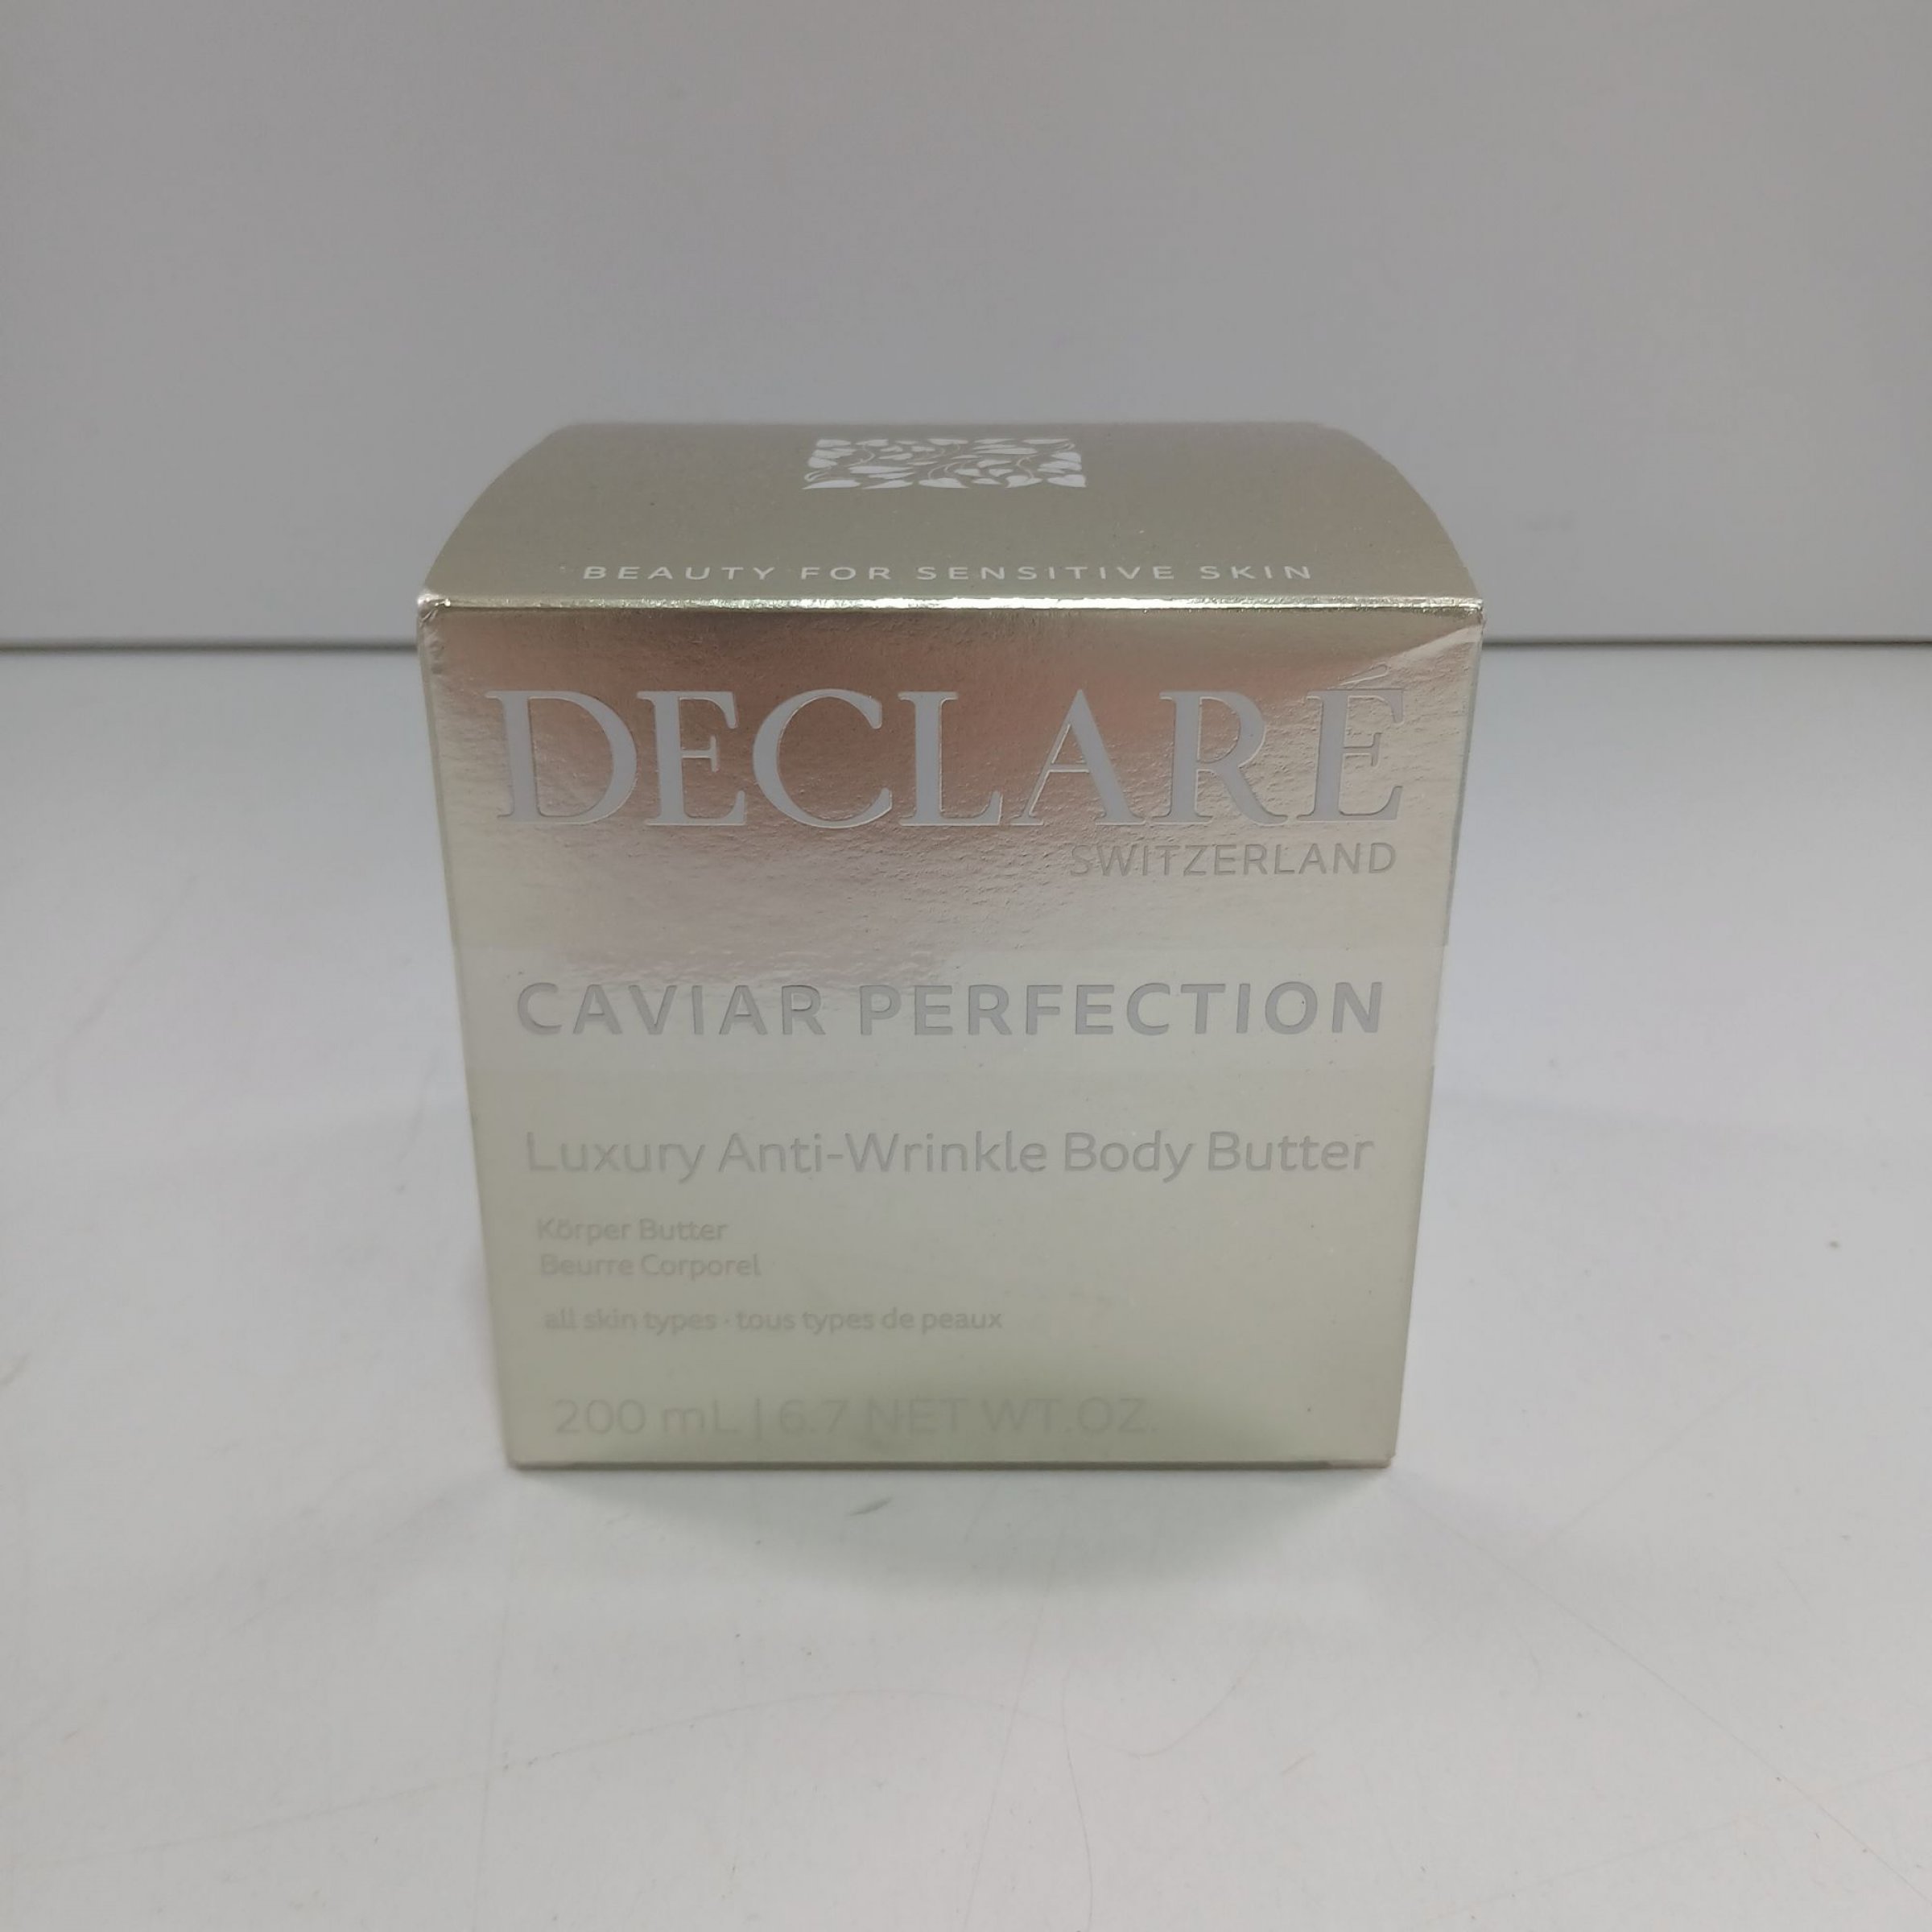 BEAUTY FOR SENSITIVE SKIN
DECLARÉ
SWITZERLAND
CAVIAR PERFECTION
Luxury Anti-Wrinkle Body Butter
Körper Butter
Beurre Corporel
all skin types · tous types de peaux
200 mL | 6.7 NET WT.OZ.